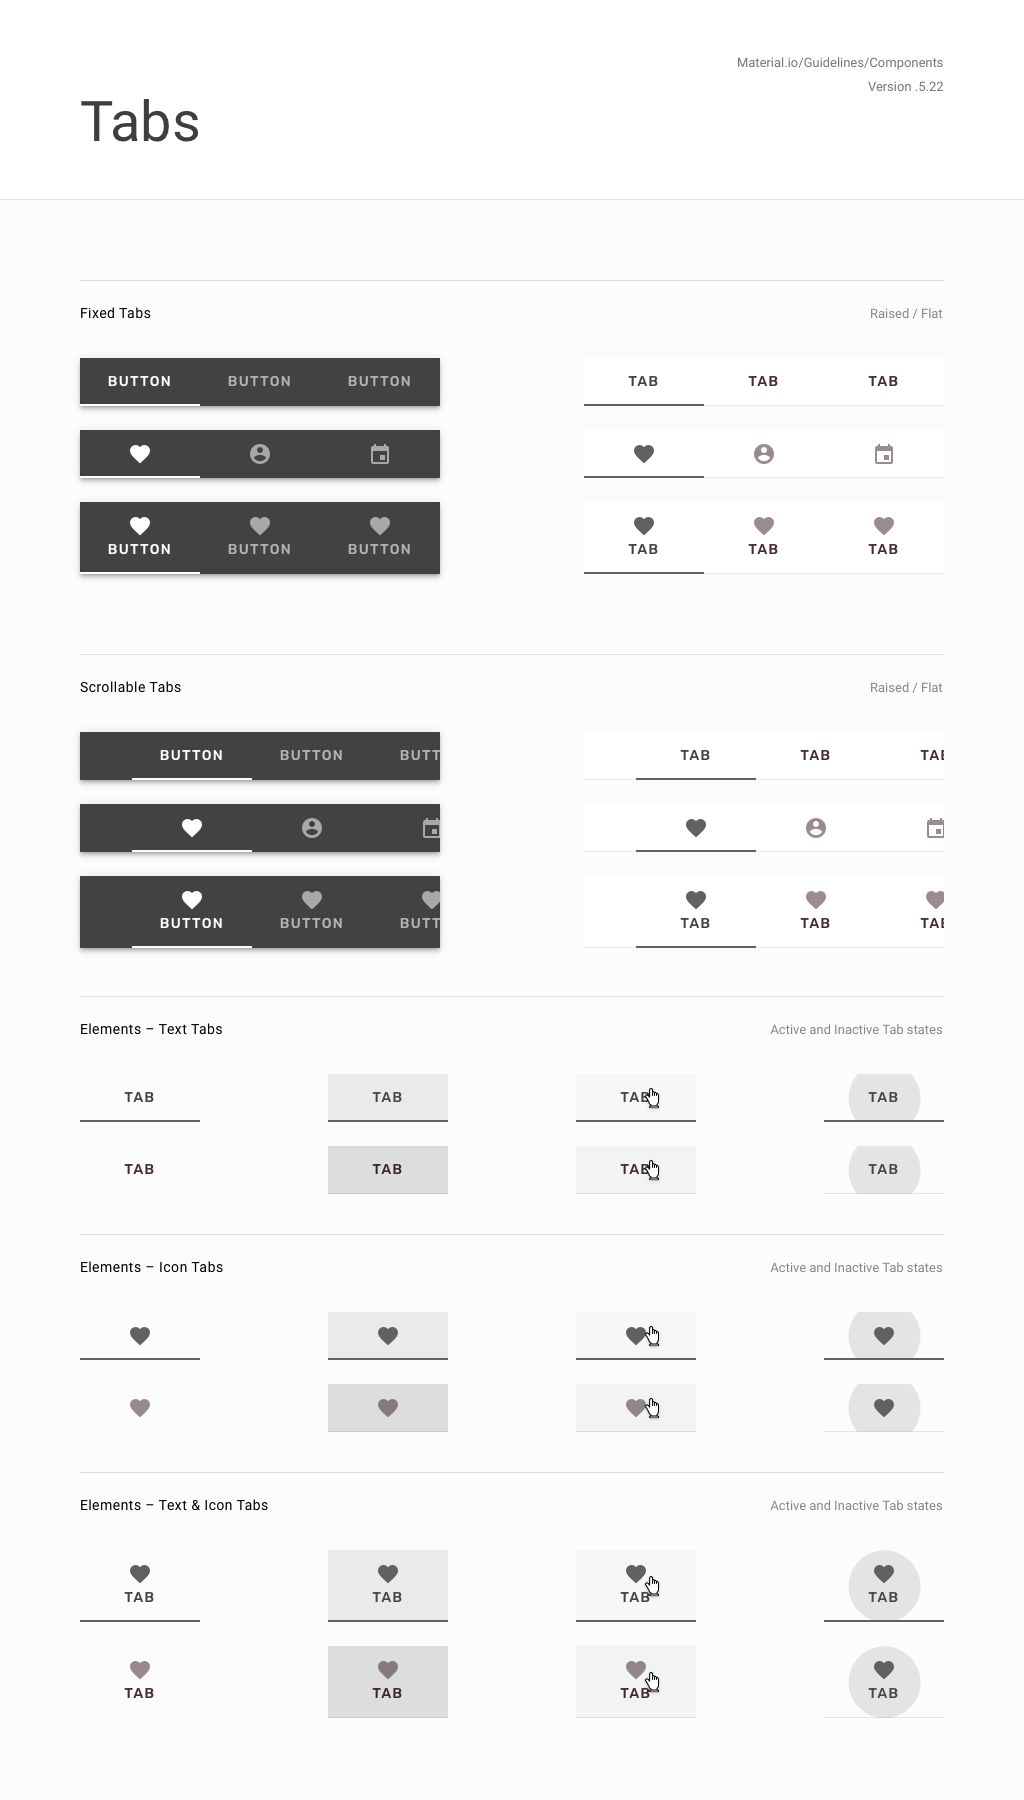 Material.io/Guidelines/Components
Version .5.22
Tabs
Fixed Tabs
Raised / Flat
BUTTON BUTTON BUTTON
TAB TAB TAB
BUTTON BUTTON BUTTON
TAB TAB TAB
Scrollable Tabs
Raised / Flat
BUTTON BUTTON BUTT
TAB TAB TAB
BUTTON BUTTON BUTT
TAB TAB TAB
Elements – Text Tabs
Active and Inactive Tab states
TAB TAB TAB TAB
TAB TAB TAB TAB
Elements – Icon Tabs
Active and Inactive Tab states
Elements – Text & Icon Tabs
Active and Inactive Tab states
TAB TAB TAB TAB
TAB TAB TAB TAB